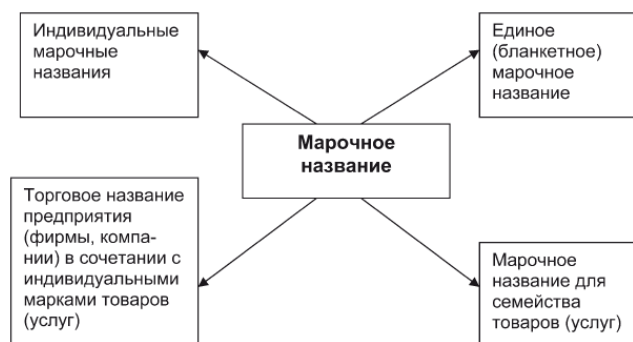 Индивидуальные
марочные
названия
Единое
(бланкетное)
марочное
название
Марочное
название
Торговое название
предприятия
(фирмы, компа-
нии) в сочетании с
индивидуальными
марками товаров
(услуг)
Марочное
название для
семейства
товаров (услуг)